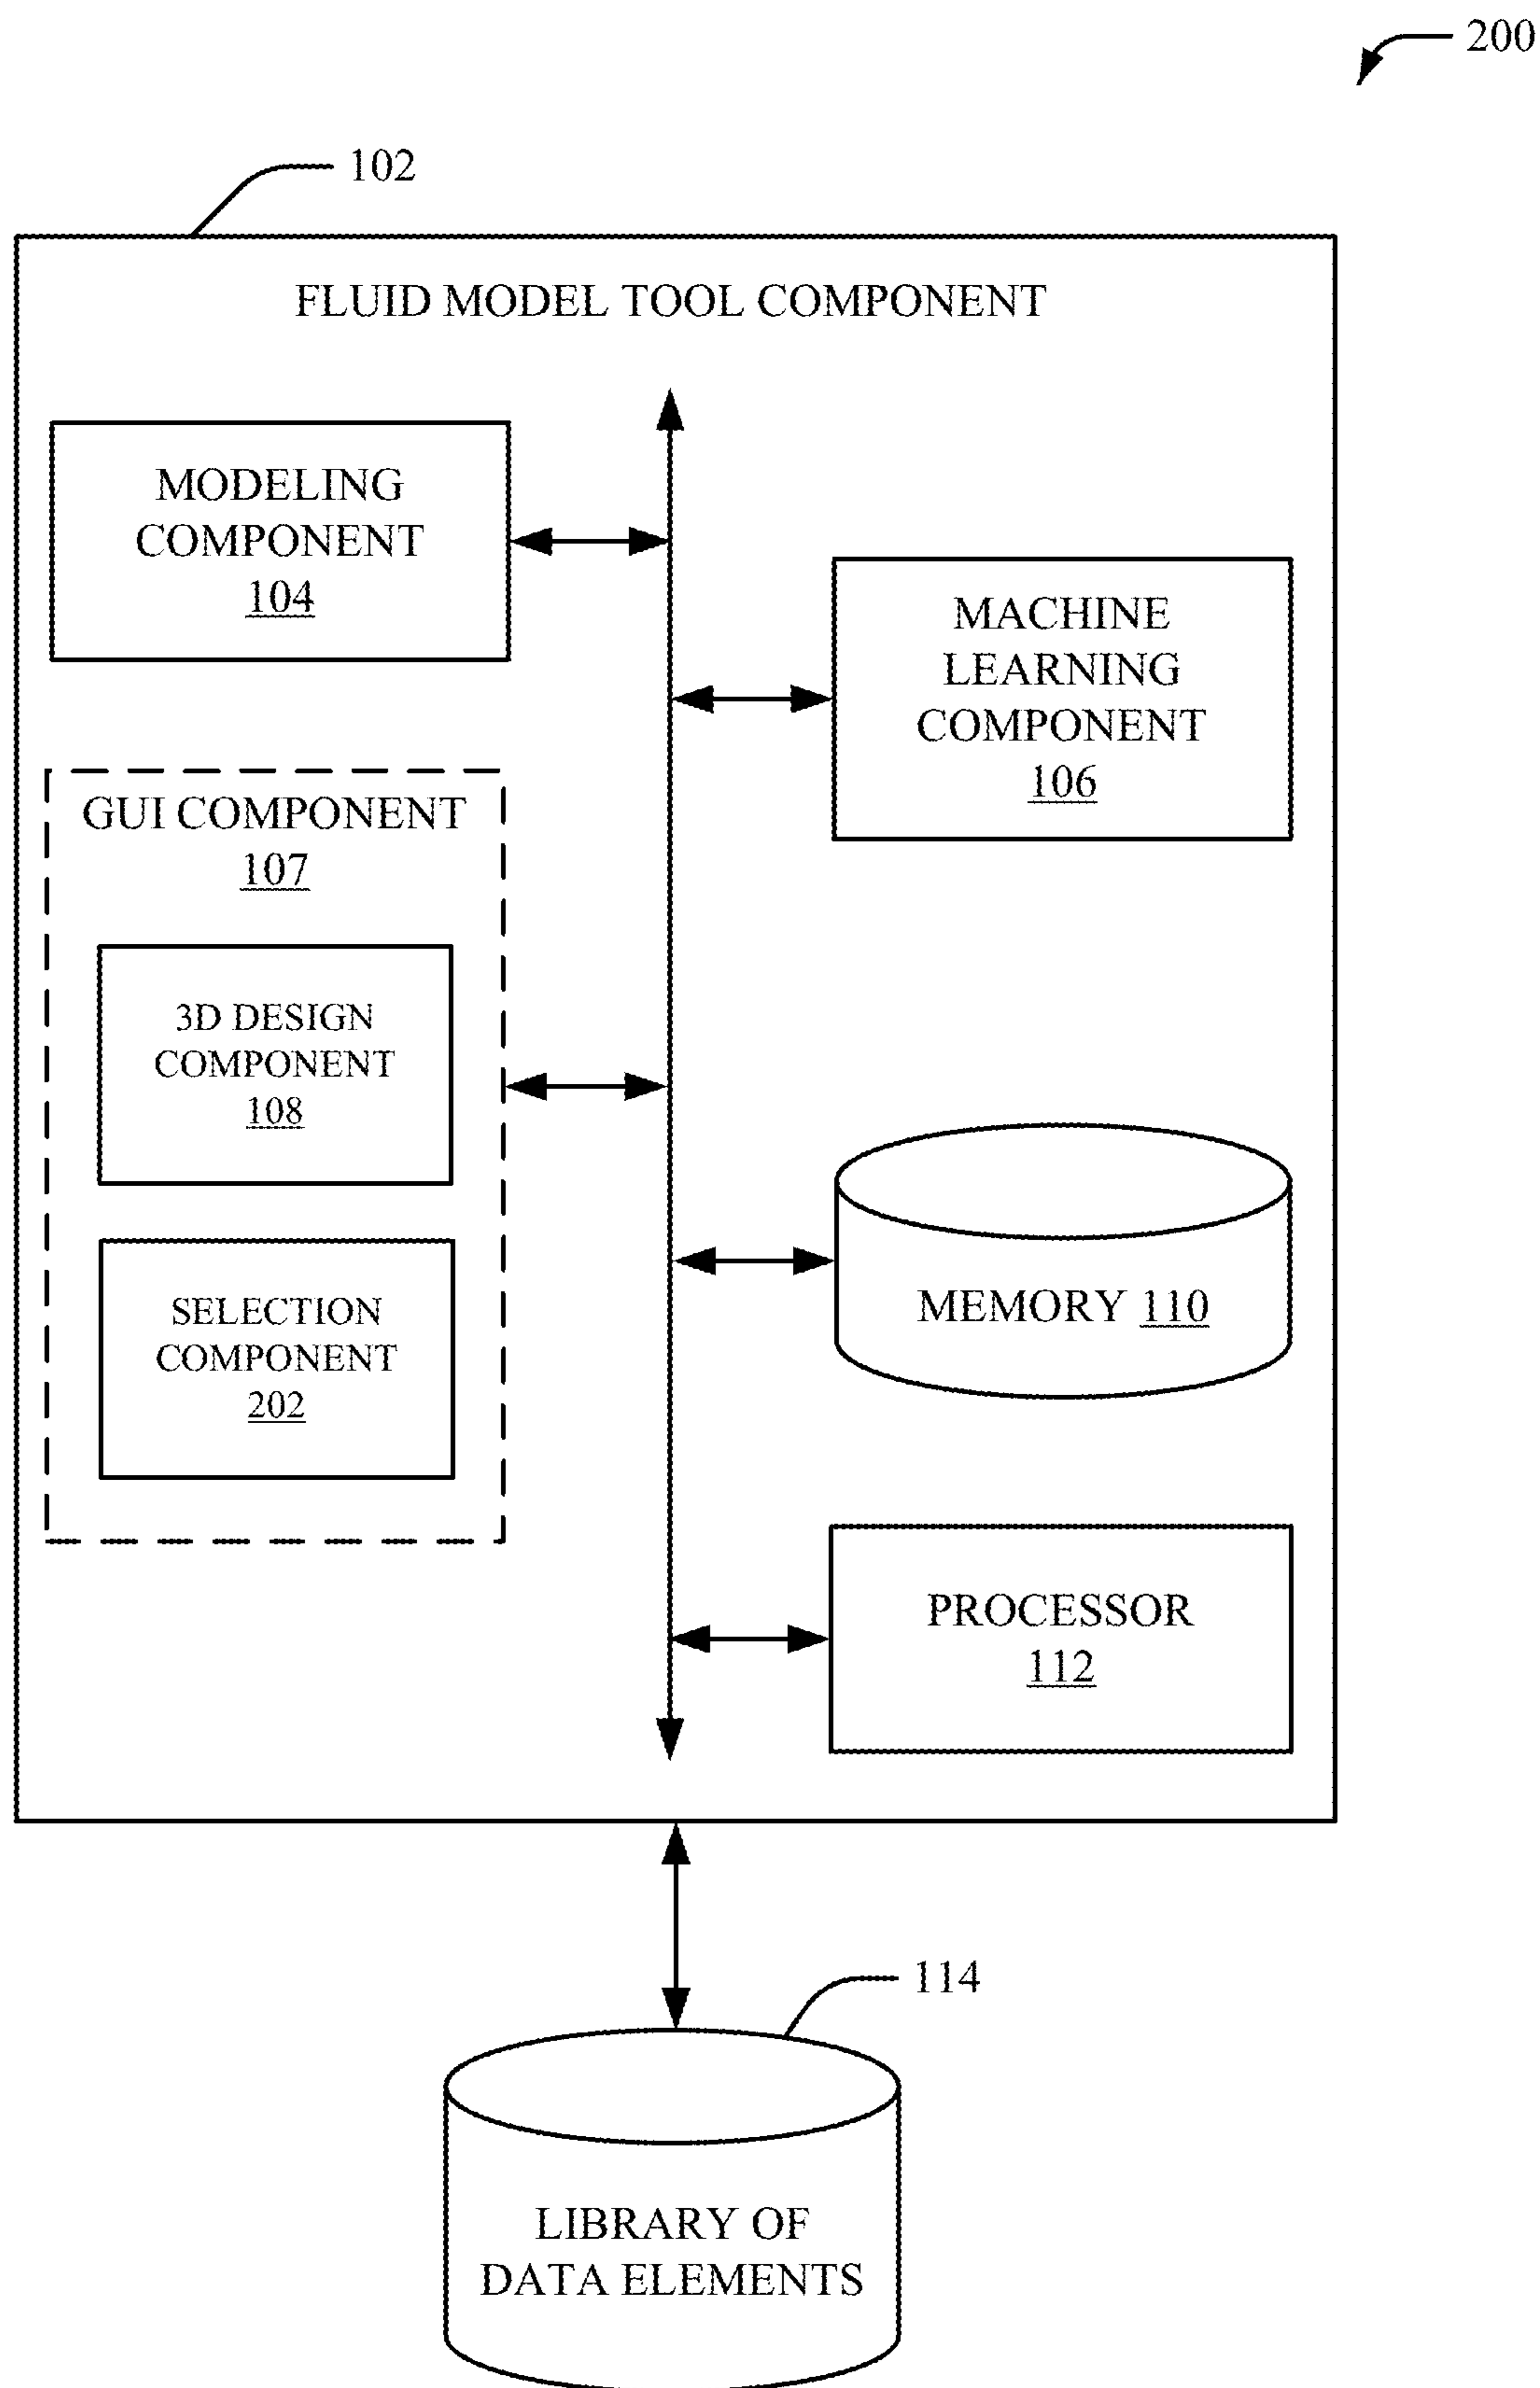 200
102
FLUID MODEL TOOL COMPONENT
MODELING
COMPONENT
104
MACHINE
LEARNING
COMPONENT
106
GUI COMPONENT
107
3D DESIGN
COMPONENT
108
SELECTION
COMPONENT
202
MEMORY 110
PROCESSOR
112
114
LIBRARY OF
DATA ELEMENTS